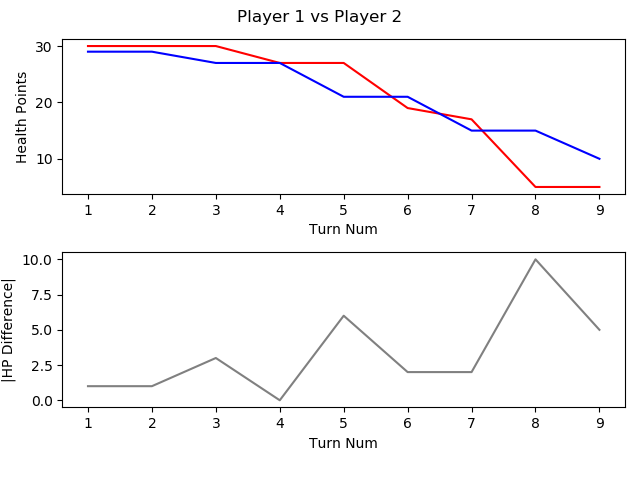 Player 1 vs Player 2
Health Points
30
20
10
1 2 3 4 5 6 7 8 9
Turn Num
|HP Difference|
10.0
7.5
5.0
2.5
0.0
1 2 3 4 5 6 7 8 9
Turn Num